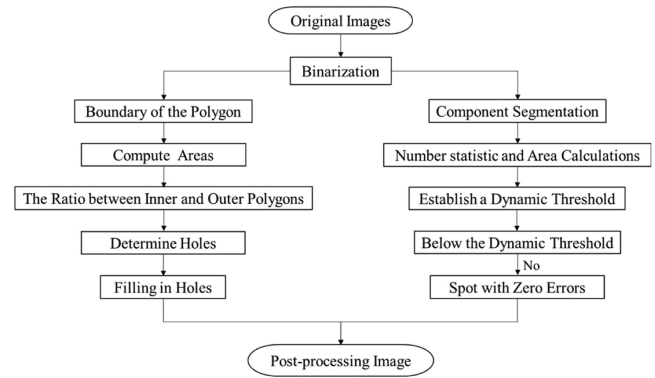 Original Images
Binarization
Boundary of the Polygon
Component Segmentation
Compute Areas
Number statistic and Area Calculations
The Ratio between Inner and Outer Polygons
Establish a Dynamic Threshold
Determine Holes
Below the Dynamic Threshold
No
Filling in Holes
Spot with Zero Errors
Post-processing Image